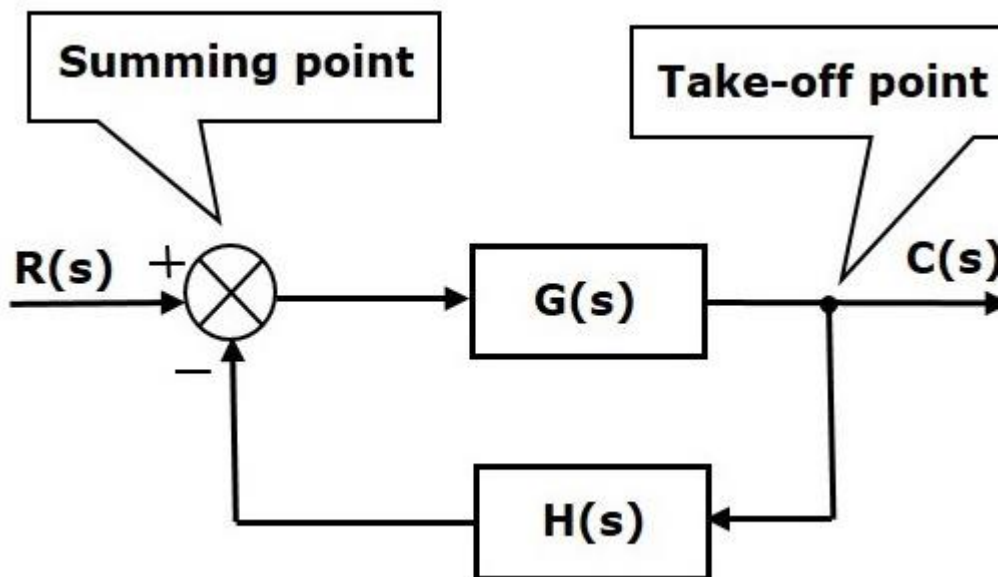 Summing point
Take-off point
R(s)
+
G(s)
C(s)
−
H(s)